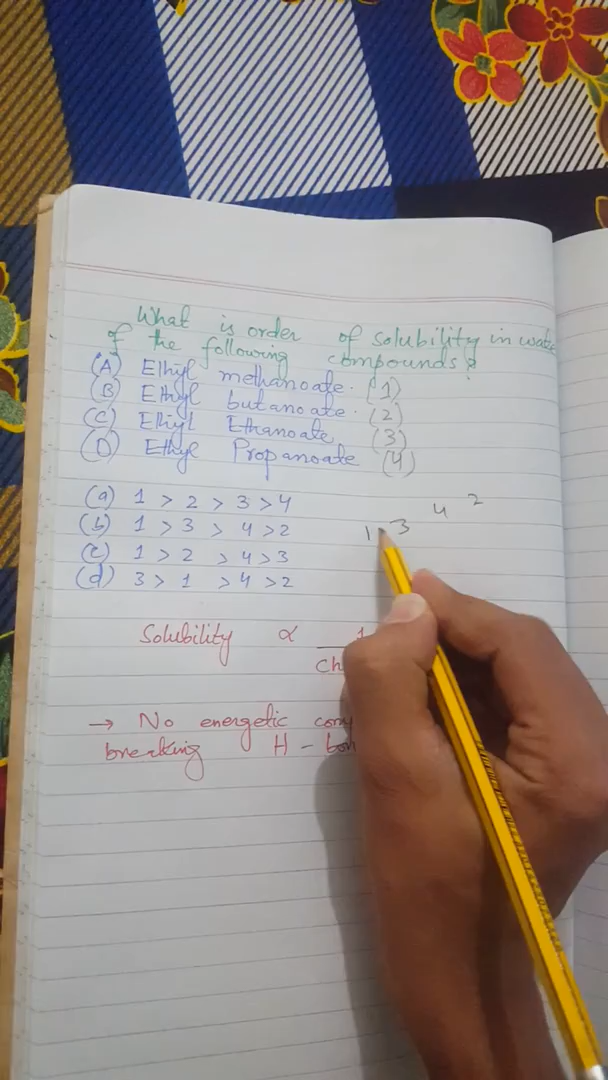 What is order of solubility in water
of the following compounds?
(A) Ethyl methanoate. (1)
(B) Ethyl butanoate. (2)
(C) Ethyl Ethanoate (3)
(D) Ethyl Propanoate (4)
(a) 1 > 2 > 3 > 4
(b) 1 > 3 > 4 > 2
(c) 1 > 2 > 4 > 3
(d) 3 > 1 > 4 > 2
1 3 4 2
Solubility ∝ 1
→ No energetic
breaking H -